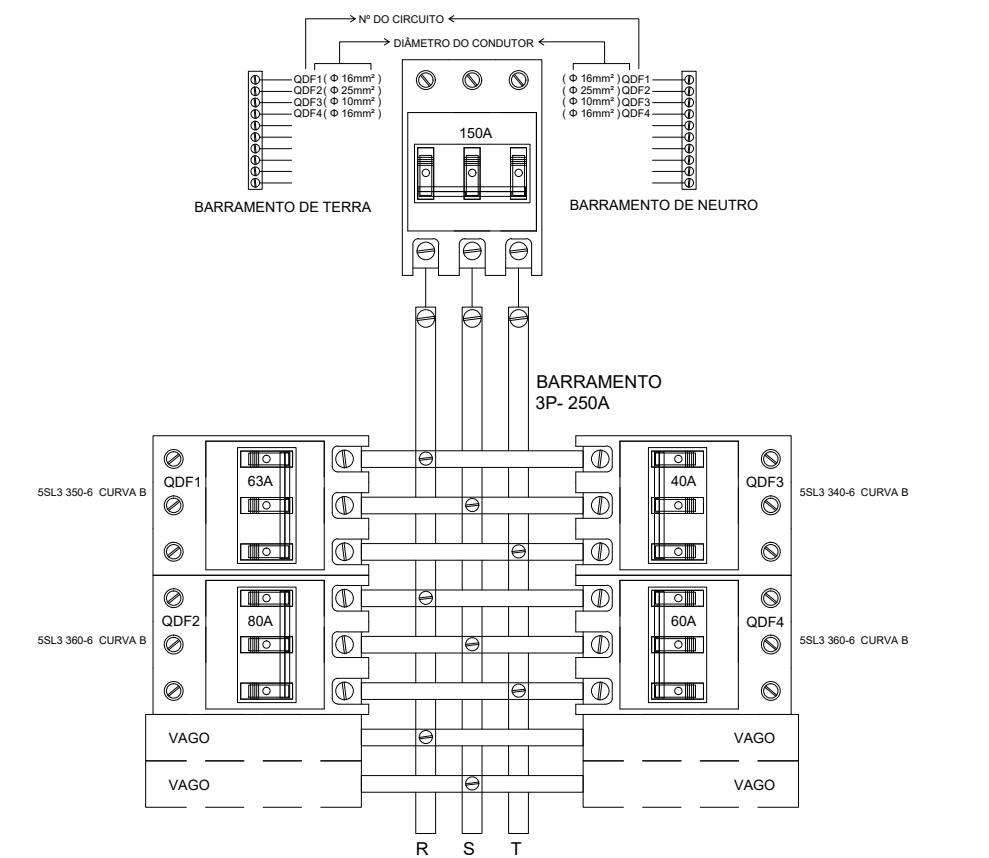 Nº DO CIRCUITO
DIÂMETRO DO CONDUTOR
QDF1( Φ 16mm² )
QDF2( Φ 25mm² )
QDF3( Φ 10mm² )
QDF4( Φ 16mm² )
( Φ 16mm² )QDF1
( Φ 25mm² )QDF2
( Φ 10mm² )QDF3
( Φ 16mm² )QDF4
150A
BARRAMENTO DE TERRA
BARRAMENTO DE NEUTRO
BARRAMENTO
3P- 250A
5SL3 350-6 CURVA B
QDF1
63A
40A
QDF3
5SL3 340-6 CURVA B
5SL3 360-6 CURVA B
QDF2
80A
60A
QDF4
5SL3 360-6 CURVA B
VAGO
VAGO
VAGO
VAGO
R S T